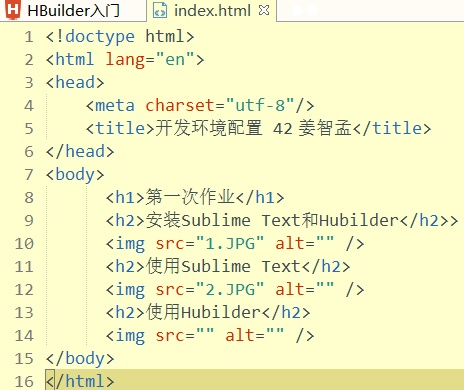 HBuilder入门 index.html
1 <!doctype html>
2 <html lang="en">
3 <head>
4 <meta charset="utf-8"/>
5 <title>开发环境配置 42姜智孟</title>
6 </head>
7 <body>
8 <h1>第一次作业</h1>
9 <h2>安装Sublime Text和Hubilder</h2>>
10 <img src="1.JPG" alt="" />
11 <h2>使用Sublime Text</h2>
12 <img src="2.JPG" alt="" />
13 <h2>使用Hubilder</h2>
14 <img src="" alt="" />
15 </body>
16 </html>